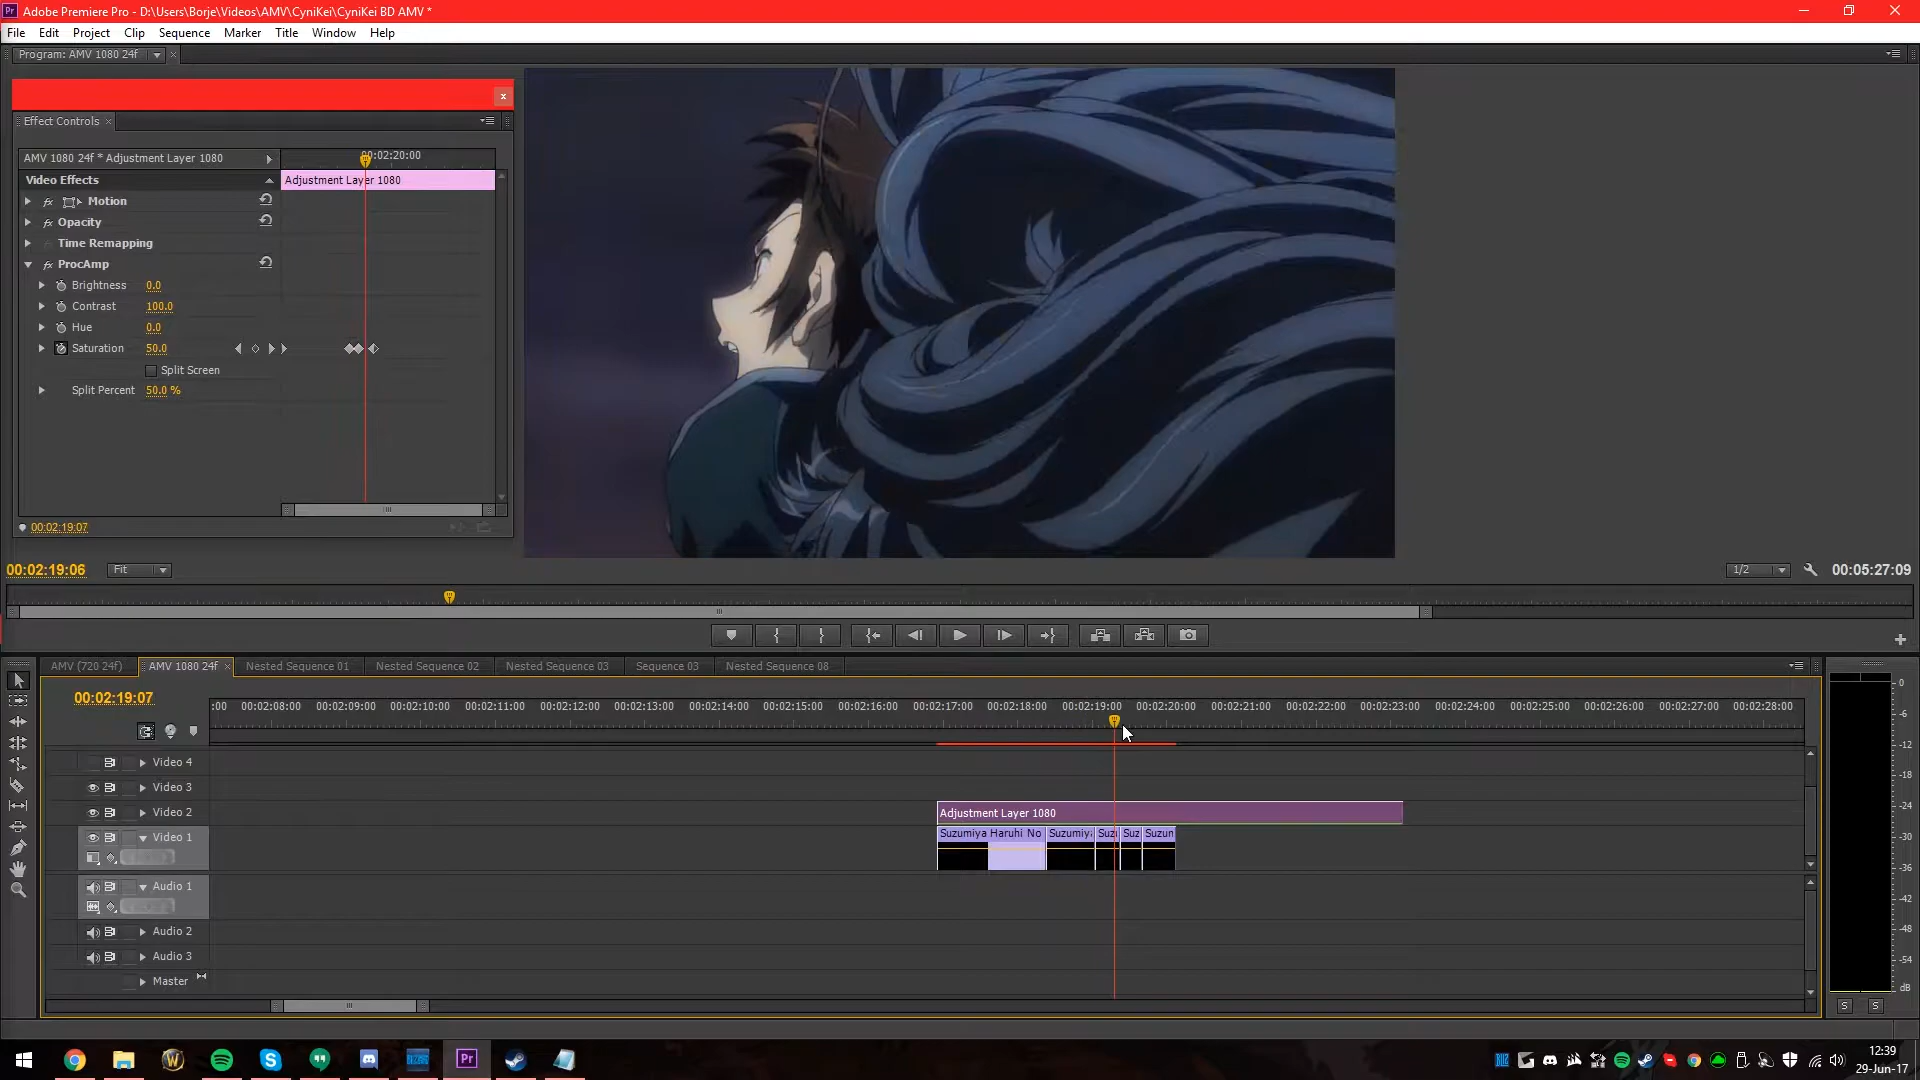 Adobe Premiere Pro - D:\Users\Borje\Videos\AMV\CyniKei\CyniKei BD AMV *
File Edit Project Clip Sequence Marker Title Window Help
Program: AMV 1080 24f
Effect Controls
AMV 1080 24f * Adjustment Layer 1080
00:02:20:00
Video Effects
Adjustment Layer 1080
Motion
Opacity
Time Remapping
ProcAmp
Brightness 0.0
Contrast 100.0
Hue 0.0
Saturation 50.0
Split Screen
Split Percent 50.0 %
00:02:19:07
00:02:19:06 Fit 1/2 00:05:27:09
AMV (720 24f) AMV 1080 24f Nested Sequence 01 Nested Sequence 02 Nested Sequence 03 Sequence 03 Nested Sequence 08
00:02:19:07
:00 00:02:08:00 00:02:09:00 00:02:10:00 00:02:11:00 00:02:12:00 00:02:13:00 00:02:14:00 00:02:15:00 00:02:16:00 00:02:17:00 00:02:18:00 00:02:19:00 00:02:20:00 00:02:21:00 00:02:22:00 00:02:23:00 00:02:24:00 00:02:25:00 00:02:26:00 00:02:27:00 00:02:28:00
Video 4
Video 3
Video 2 Adjustment Layer 1080
Video 1 Suzumiya Haruhi No Suzumiy Suz Suz Suzun
Audio 1
Audio 2
Audio 3
Master
0
-6
-12
-18
-24
-30
-36
-42
-48
-54
dB
S S
12:39
29-Jun-17